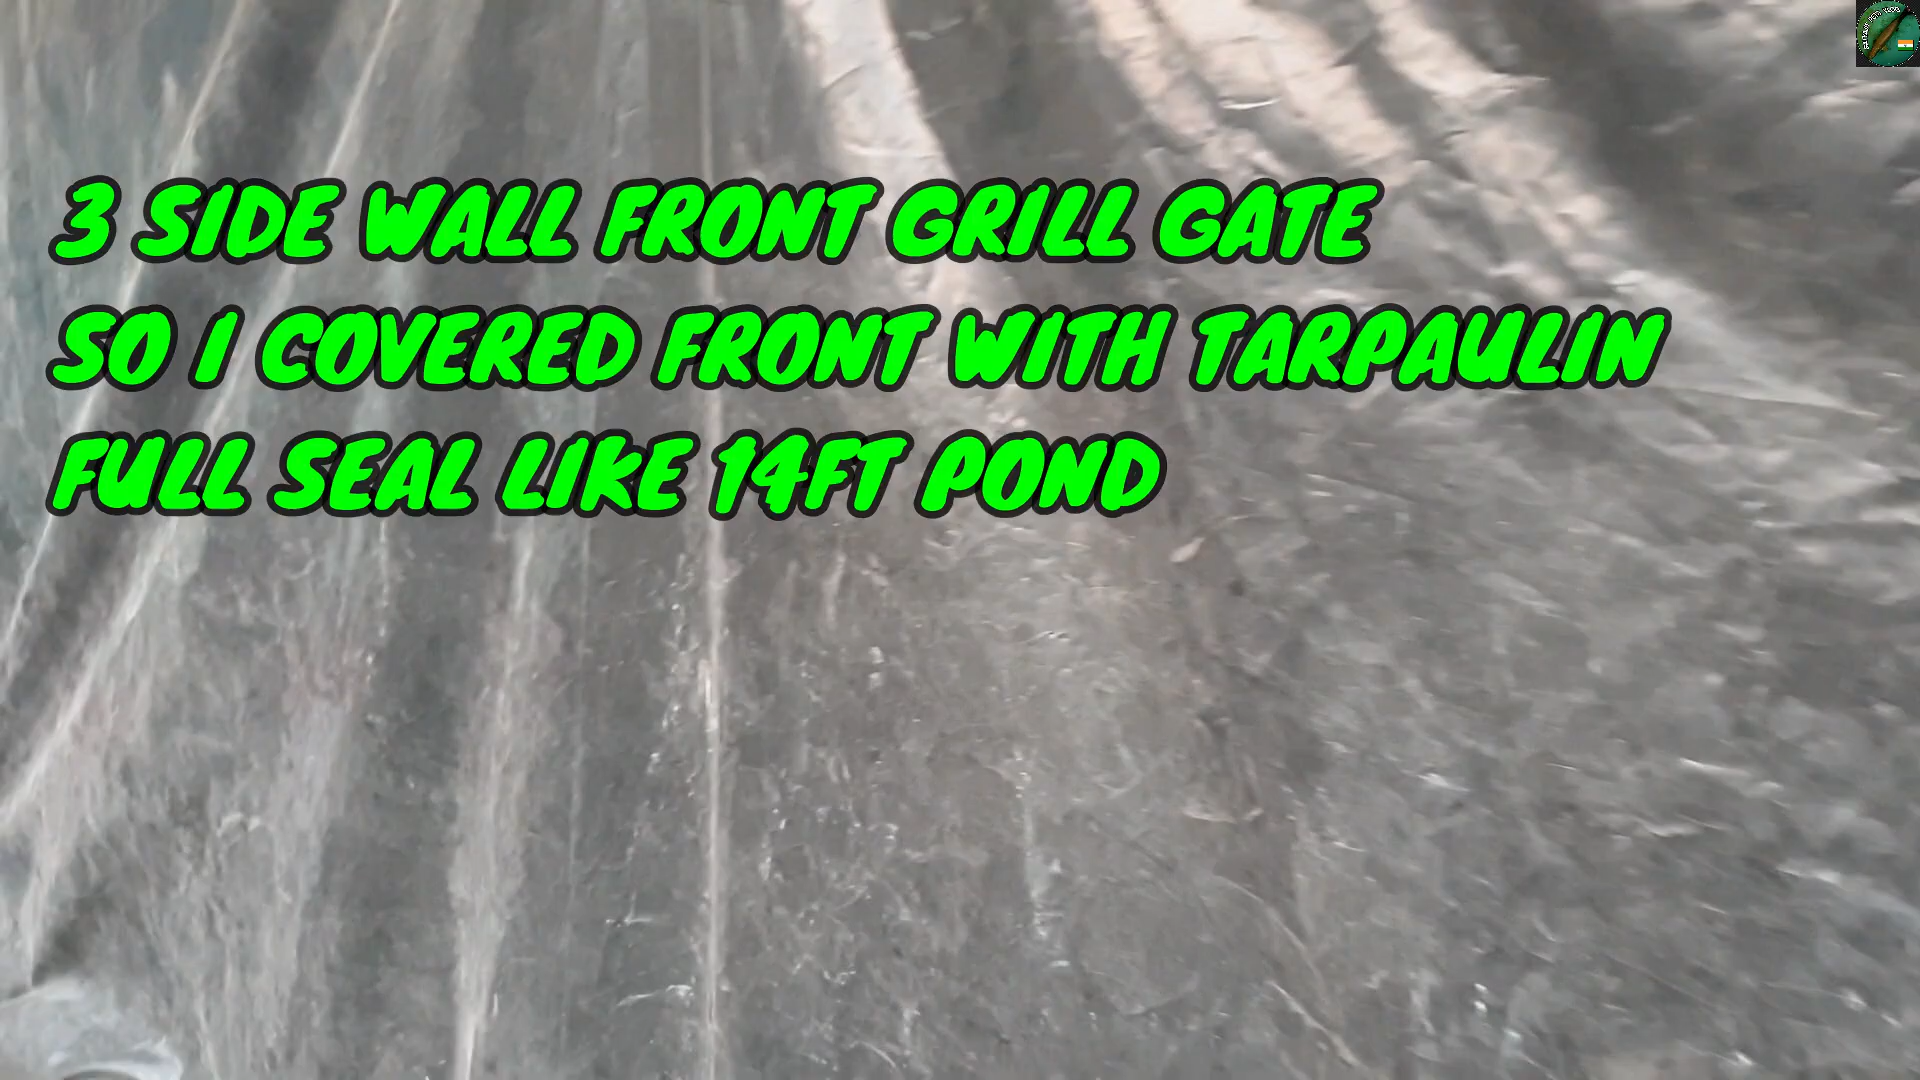 3 SIDE WALL FRONT GRILL GATE
SO I COVERED FRONT WITH TARPAULIN
FULL SEAL LIKE 14FT POND